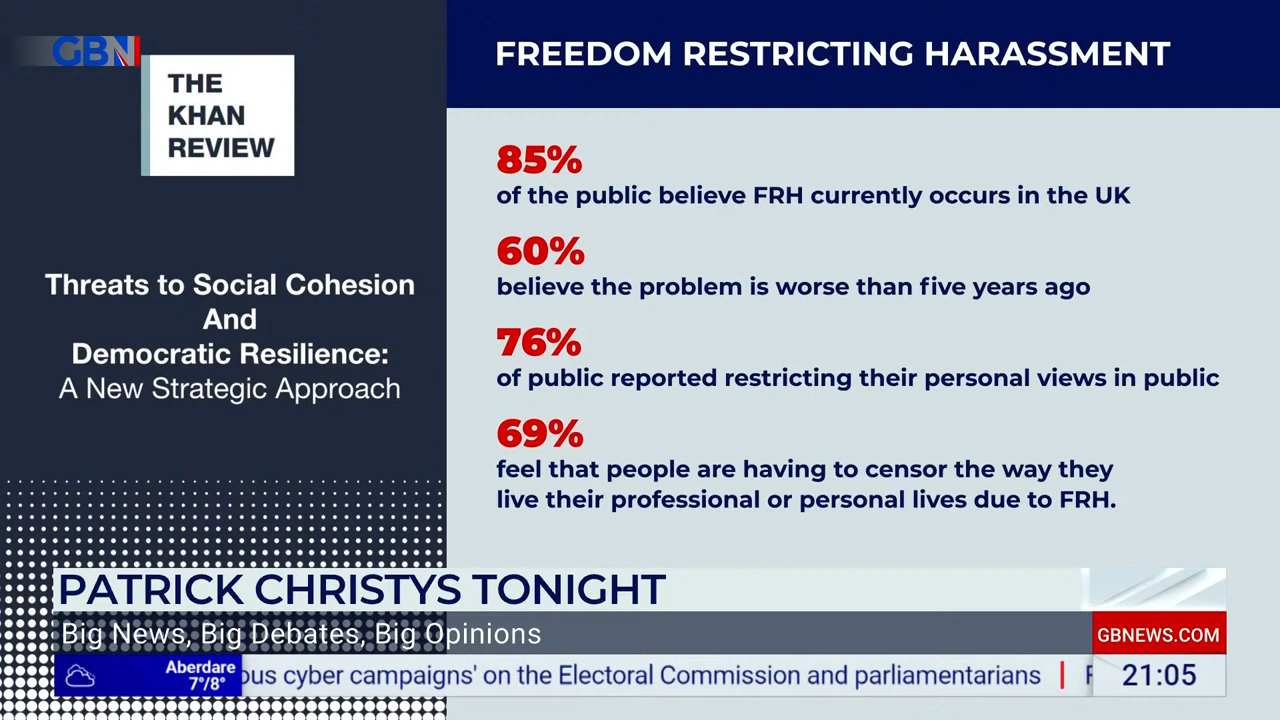 GBN
THE
KHAN
REVIEW
Threats to Social Cohesion
And
Democratic Resilience:
A New Strategic Approach
FREEDOM RESTRICTING HARASSMENT
85%
of the public believe FRH currently occurs in the UK
60%
believe the problem is worse than five years ago
76%
of public reported restricting their personal views in public
69%
feel that people are having to censor the way they
live their professional or personal lives due to FRH.
PATRICK CHRISTYS TONIGHT
Big News, Big Debates, Big Opinions
GBNEWS.COM
Aberdare
7°/8°
cyber campaigns' on the Electoral Commission and parliamentarians
21:05